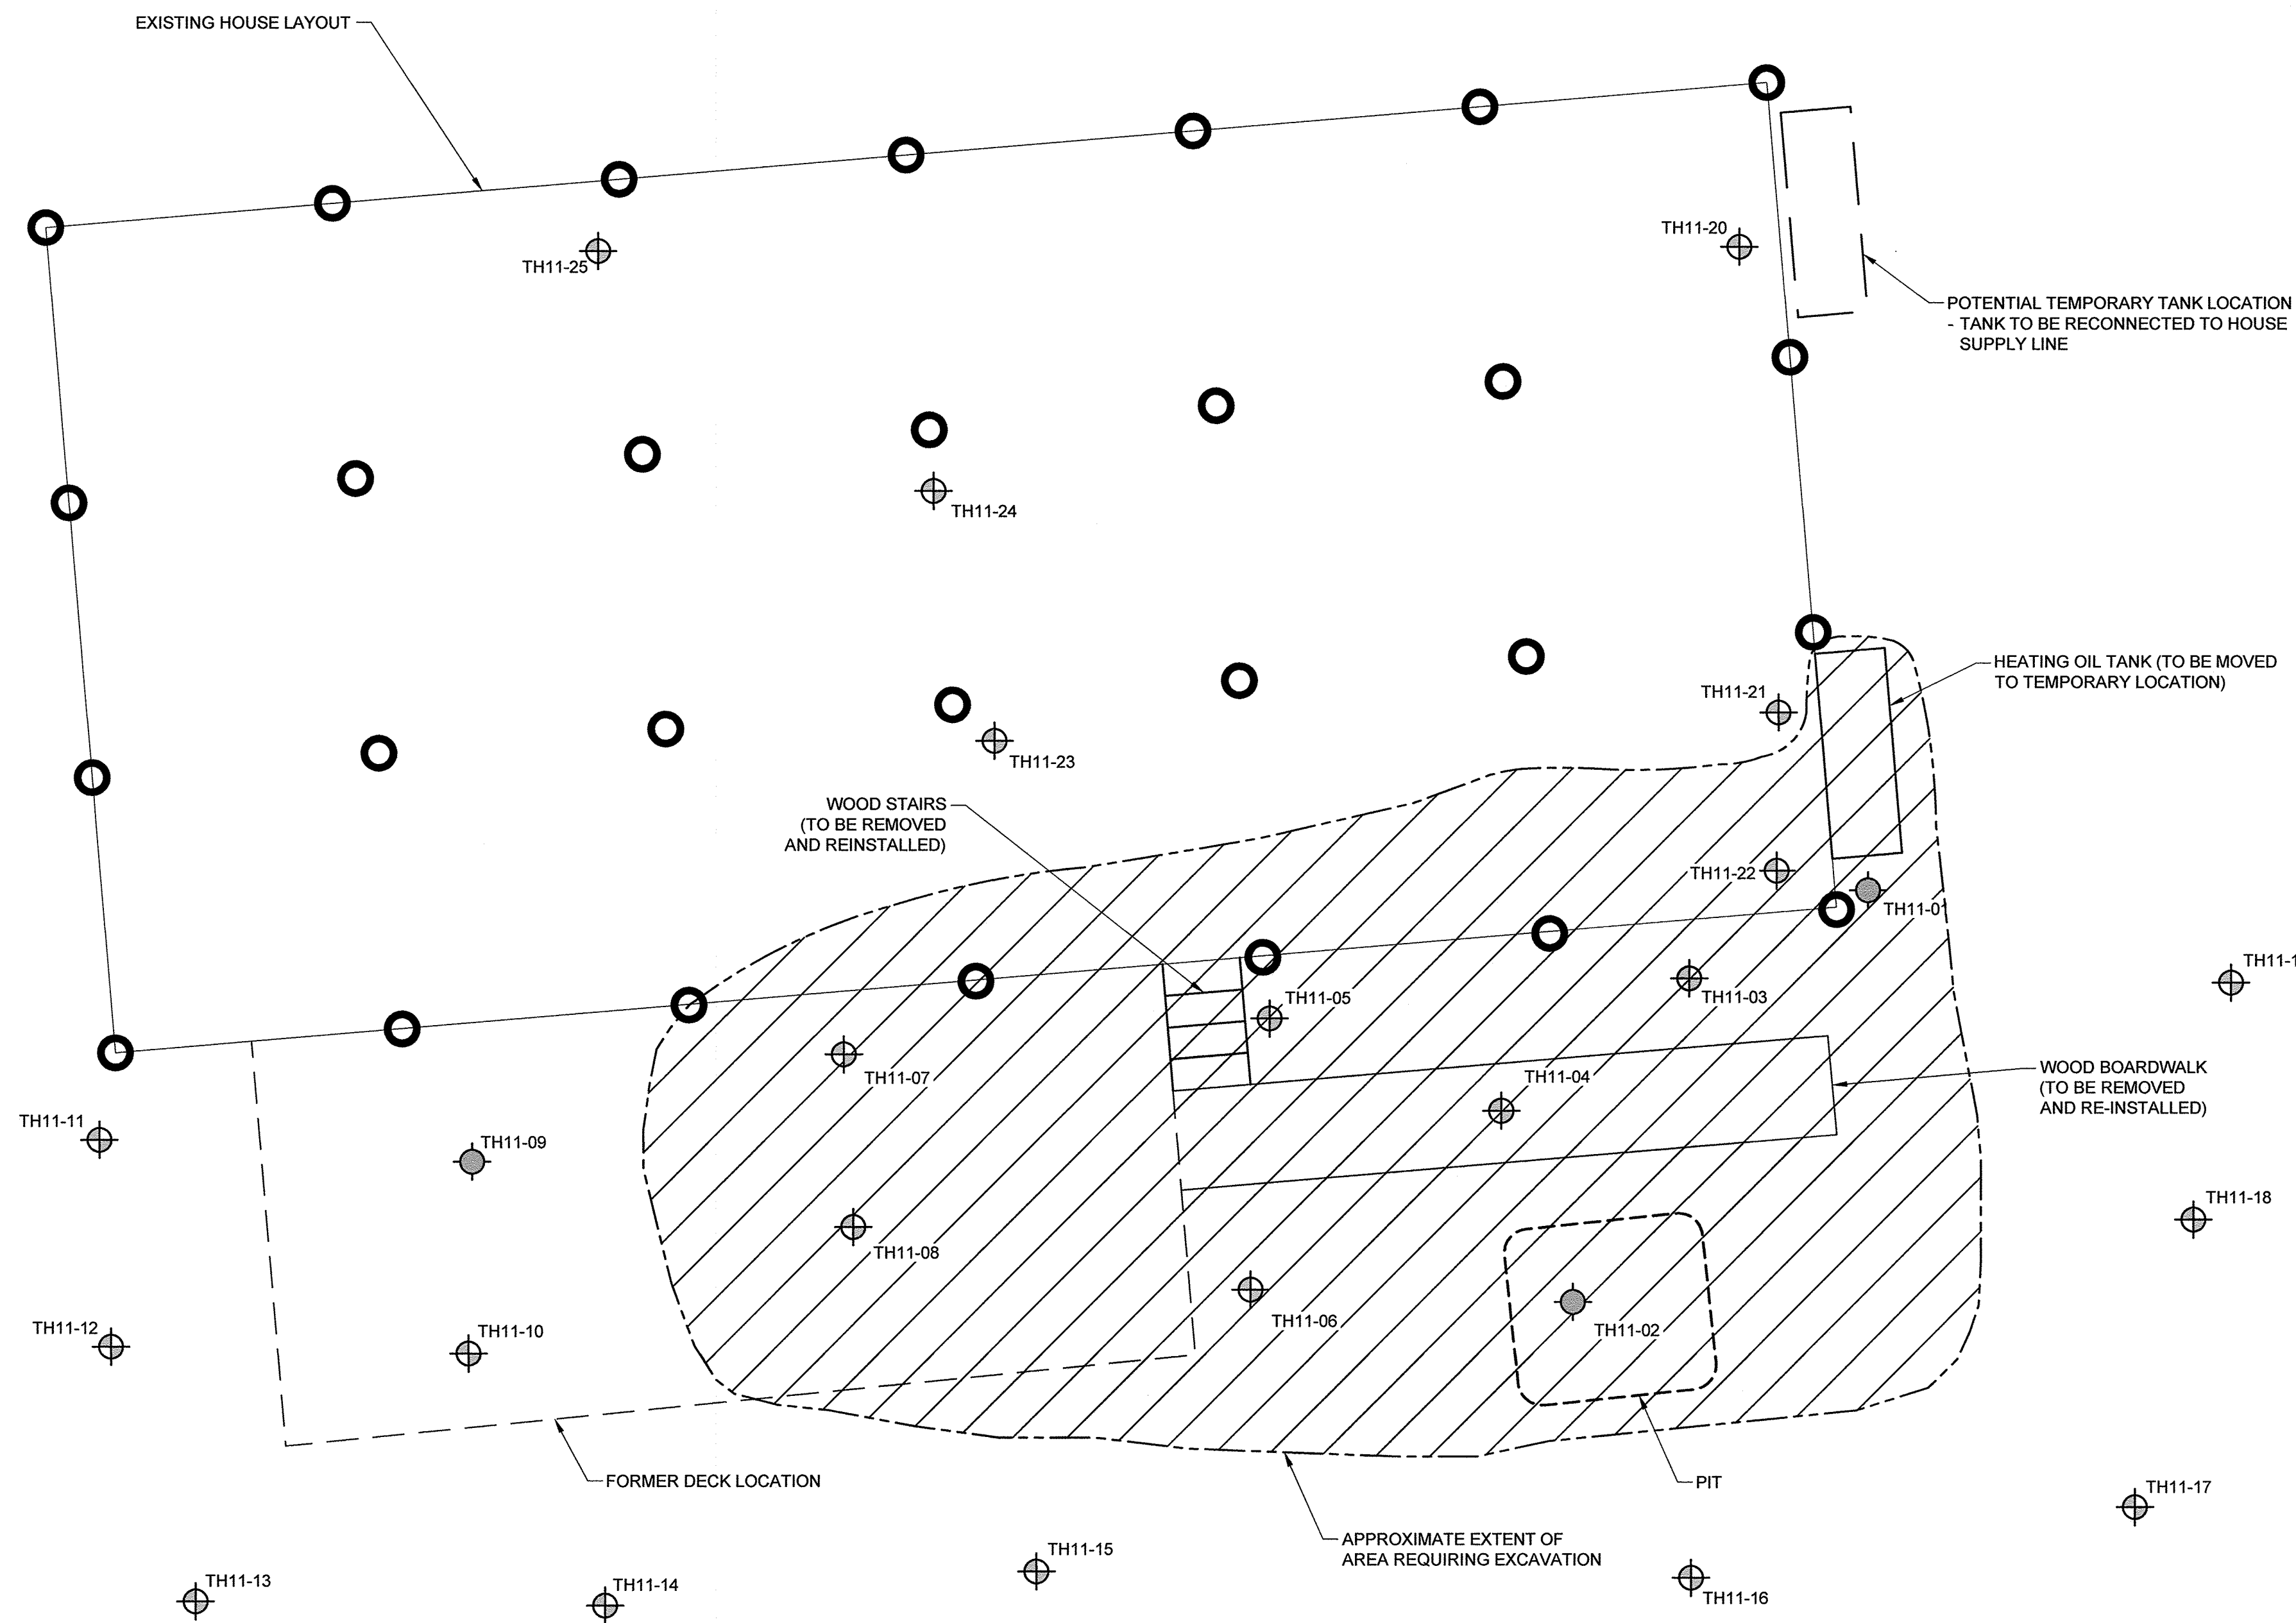 EXISTING HOUSE LAYOUT
TH11-25
TH11-20
POTENTIAL TEMPORARY TANK LOCATION
- TANK TO BE RECONNECTED TO HOUSE
SUPPLY LINE
TH11-24
TH11-21
HEATING OIL TANK (TO BE MOVED
TO TEMPORARY LOCATION)
TH11-23
WOOD STAIRS
(TO BE REMOVED
AND REINSTALLED)
TH11-22
TH11-01
TH11-1
TH11-03
TH11-05
TH11-07
TH11-04
WOOD BOARDWALK
(TO BE REMOVED
AND RE-INSTALLED)
TH11-11
TH11-09
TH11-18
TH11-08
TH11-12
TH11-10
TH11-06
TH11-02
FORMER DECK LOCATION
PIT
TH11-17
APPROXIMATE EXTENT OF
AREA REQUIRING EXCAVATION
TH11-15
TH11-13
TH11-14
TH11-16